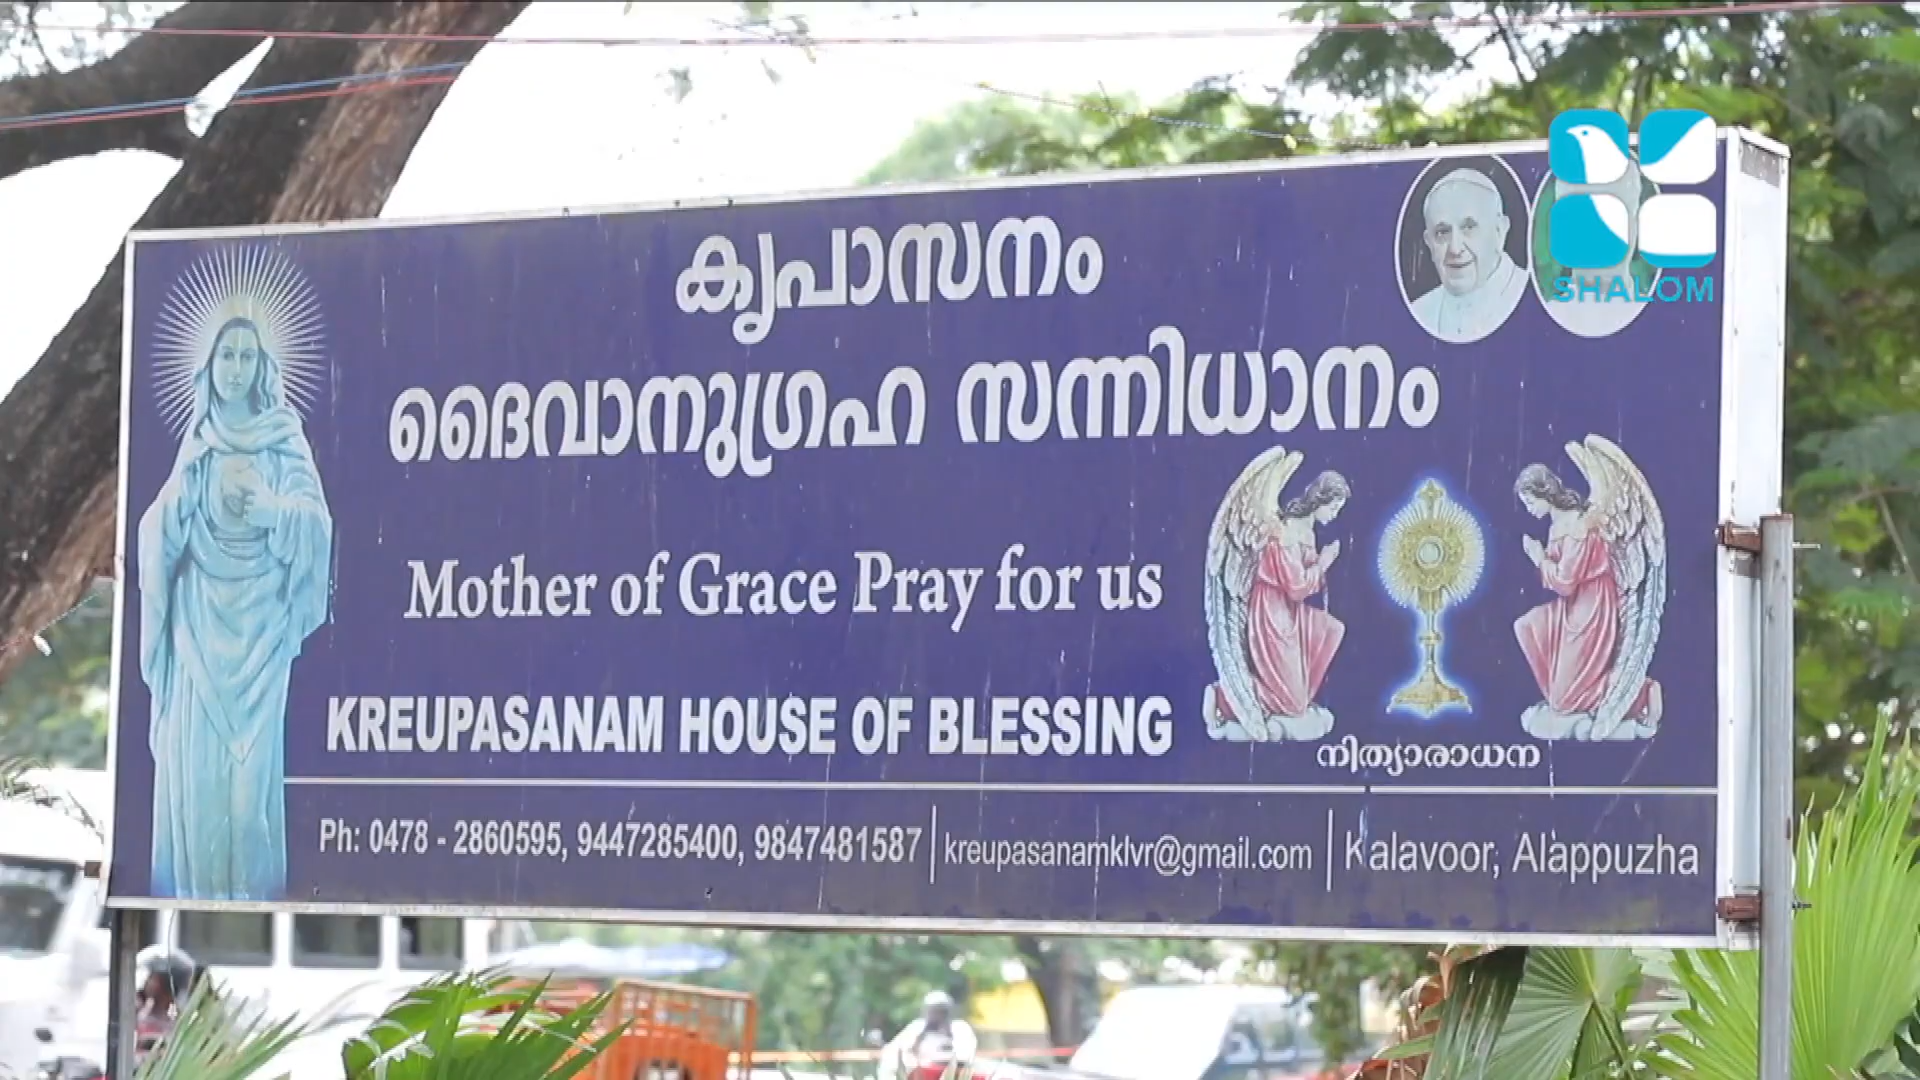 കൃപാസനം
ദൈവാനുഗ്രഹ സന്നിധാനം
Mother of Grace Pray for us
KREUPASANAM HOUSE OF BLESSING
നിത്യാരാധന
Ph: 0478 - 2860595, 9447285400, 9847481587 | kreupasanamklvr@gmail.com | Kalavoor, Alappuzha
SHALOM